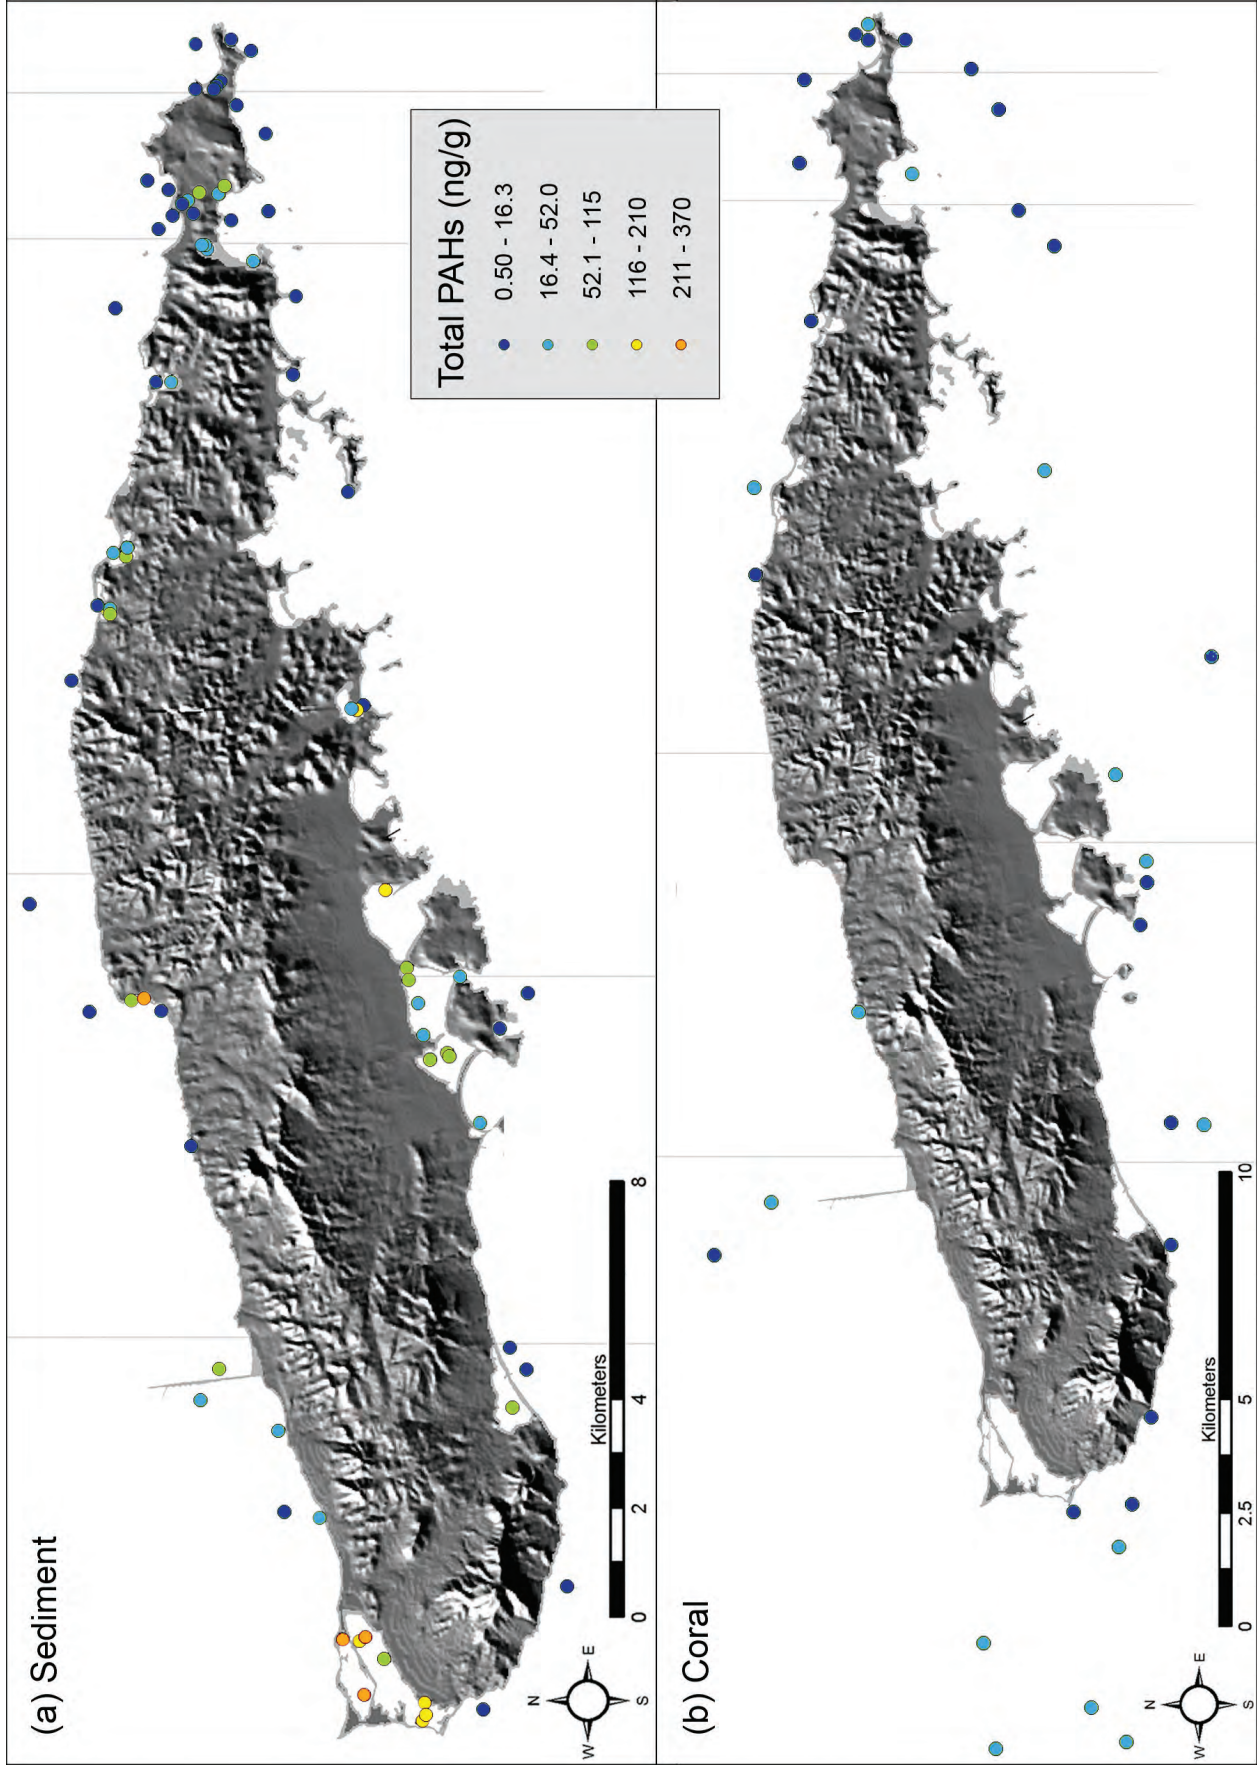 (a) Sediment
N
W
E
S
0
2
4
8
Kilometers
Total PAHs (ng/g)
0.50 - 16.3
16.4 - 52.0
52.1 - 115
116 - 210
211 - 370
(b) Coral
N
W
E
S
0
2.5
5
10
Kilometers